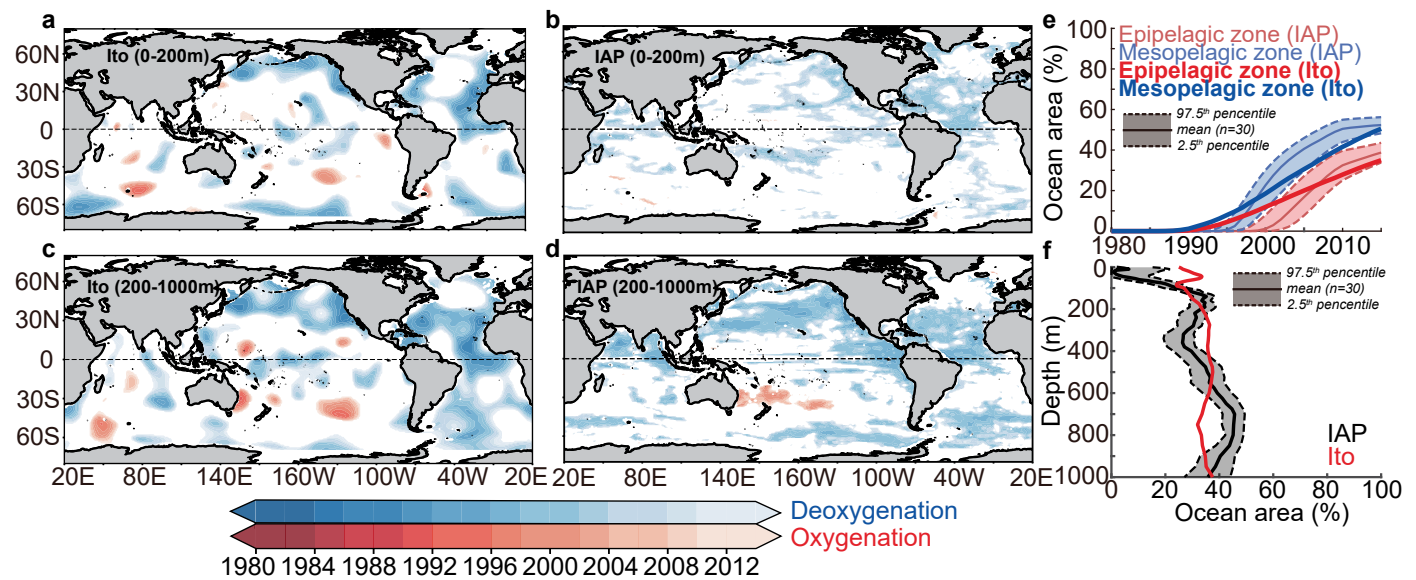 a
Ito (0-200m)
60N
30N
0
30S
60S
b
IAP (0-200m)
c
Ito (200-1000m)
60N
30N
0
30S
60S
20E 80E 140E 160W 100W 40W
d
IAP (200-1000m)
20E 80E 140E 160W 100W 40W 20E
Deoxygenation
Oxygenation
1980 1984 1988 1992 1996 2000 2004 2008 2012
e
Ocean area (%)
100
80
60
40
20
0
Epipelagic zone (IAP)
Mesopelagic zone (IAP)
Epipelagic zone (Ito)
Mesopelagic zone (Ito)
97.5th percentile
mean (n=30)
2.5th percentile
1980 1990 2000 2010
f
Depth (m)
0
200
400
600
800
1000
97.5th percentile
mean (n=30)
2.5th percentile
IAP
Ito
0 20 40 60 80 100
Ocean area (%)